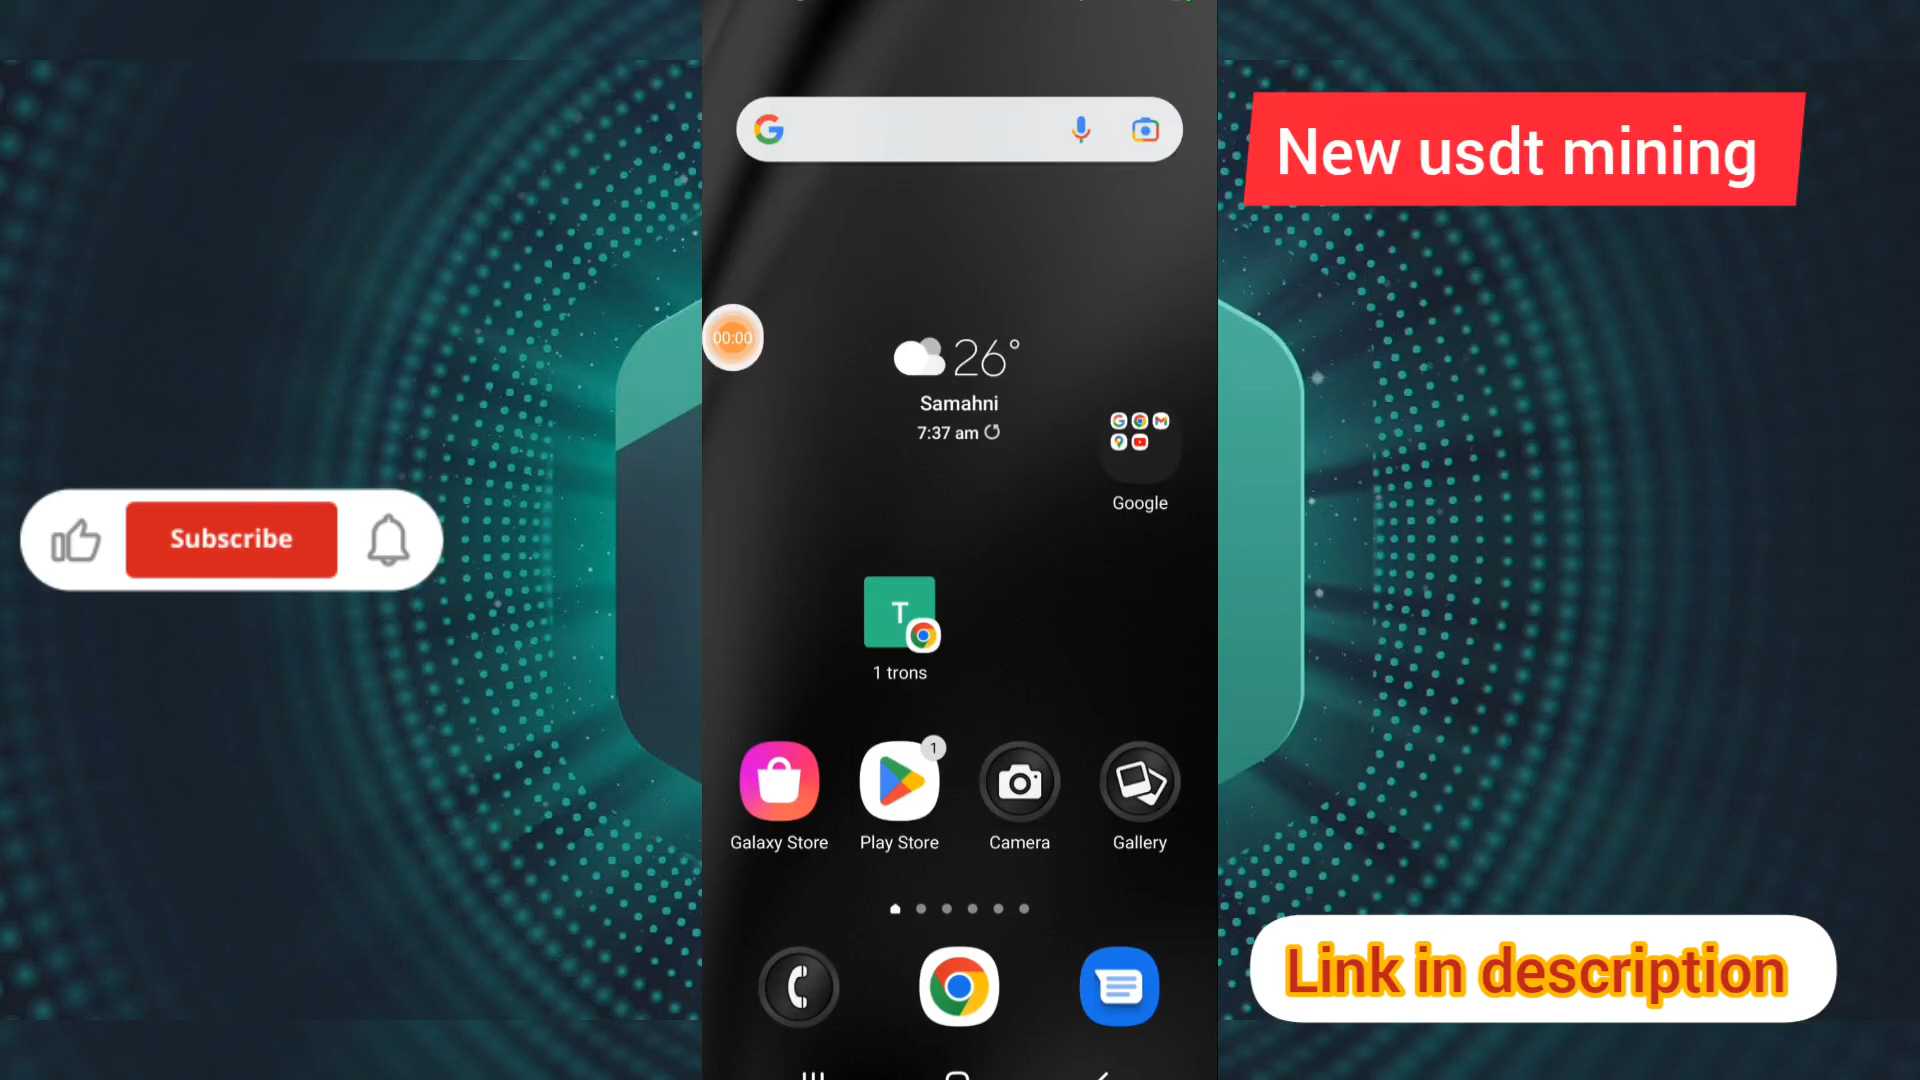 New usdt mining
00:00
26°
Samahni
7:37 am
Google
Subscribe
T
1 trons
1
Galaxy Store
Play Store
Camera
Gallery
Link in description